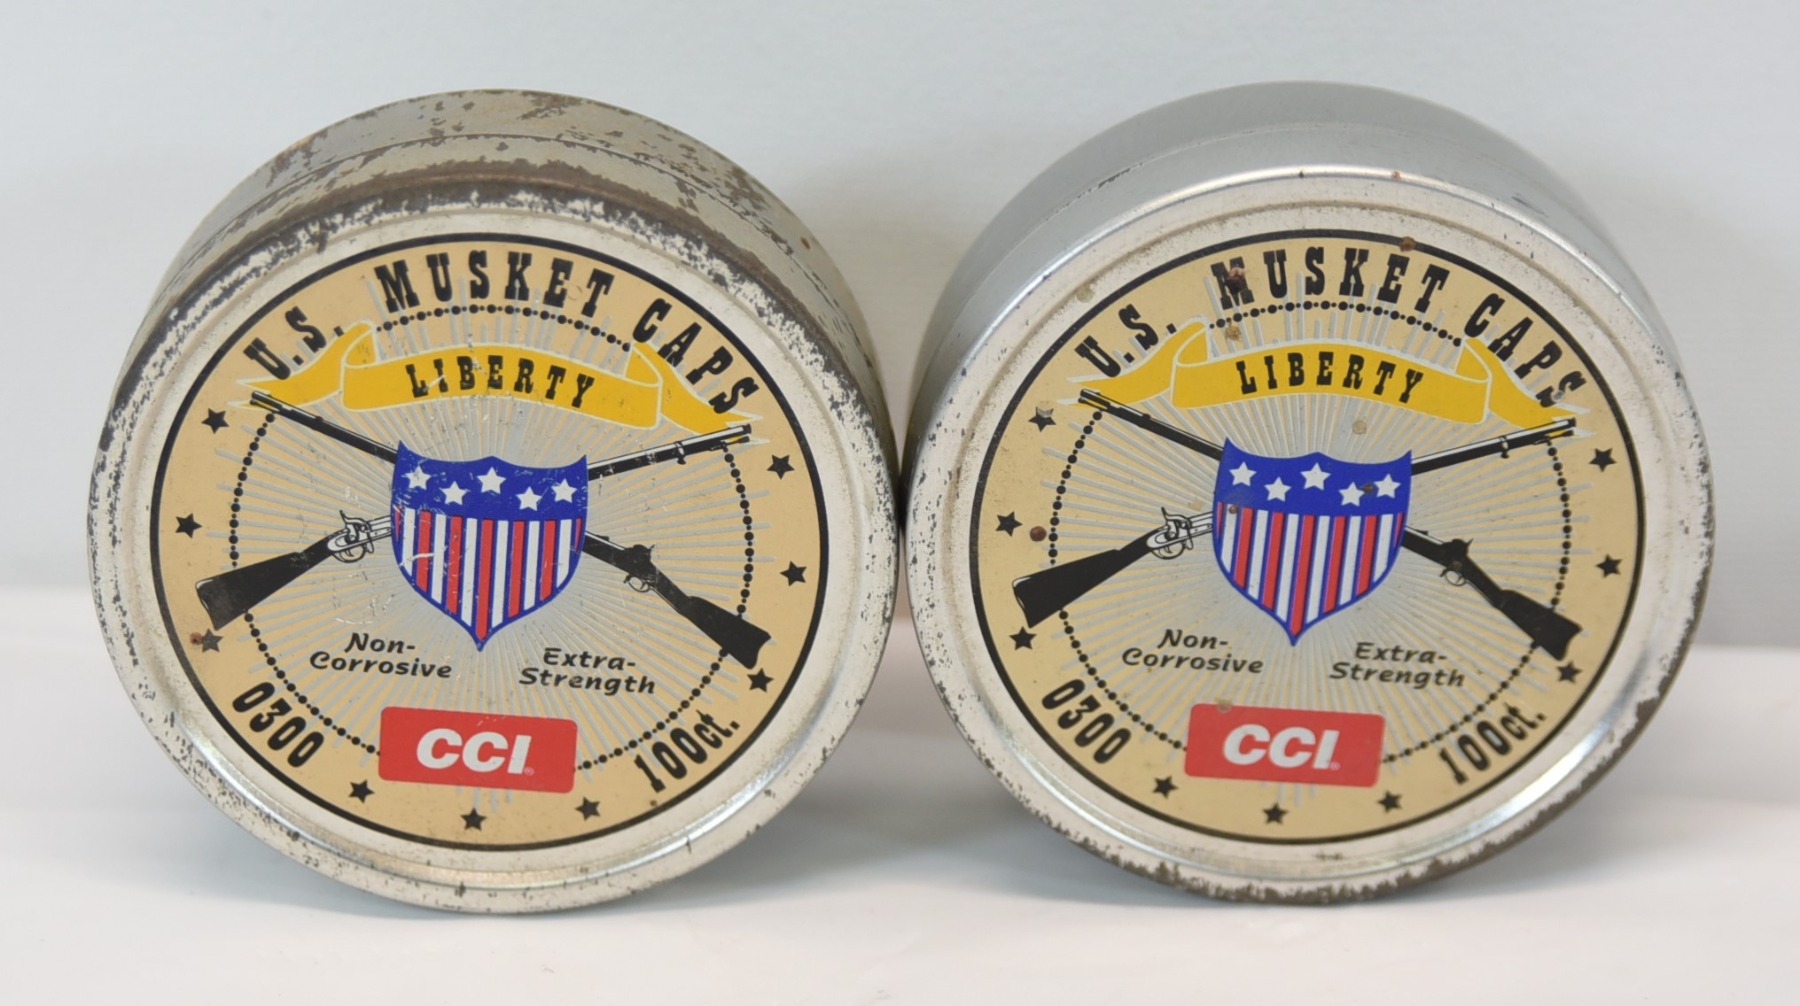 U.S. MUSKET CAPS
LIBERTY
Non-
Corrosive
Extra-
Strength
0300
CCI
100ct.
U.S. MUSKET CAPS
LIBERTY
Non-
Corrosive
Extra-
Strength
0300
CCI
100ct.